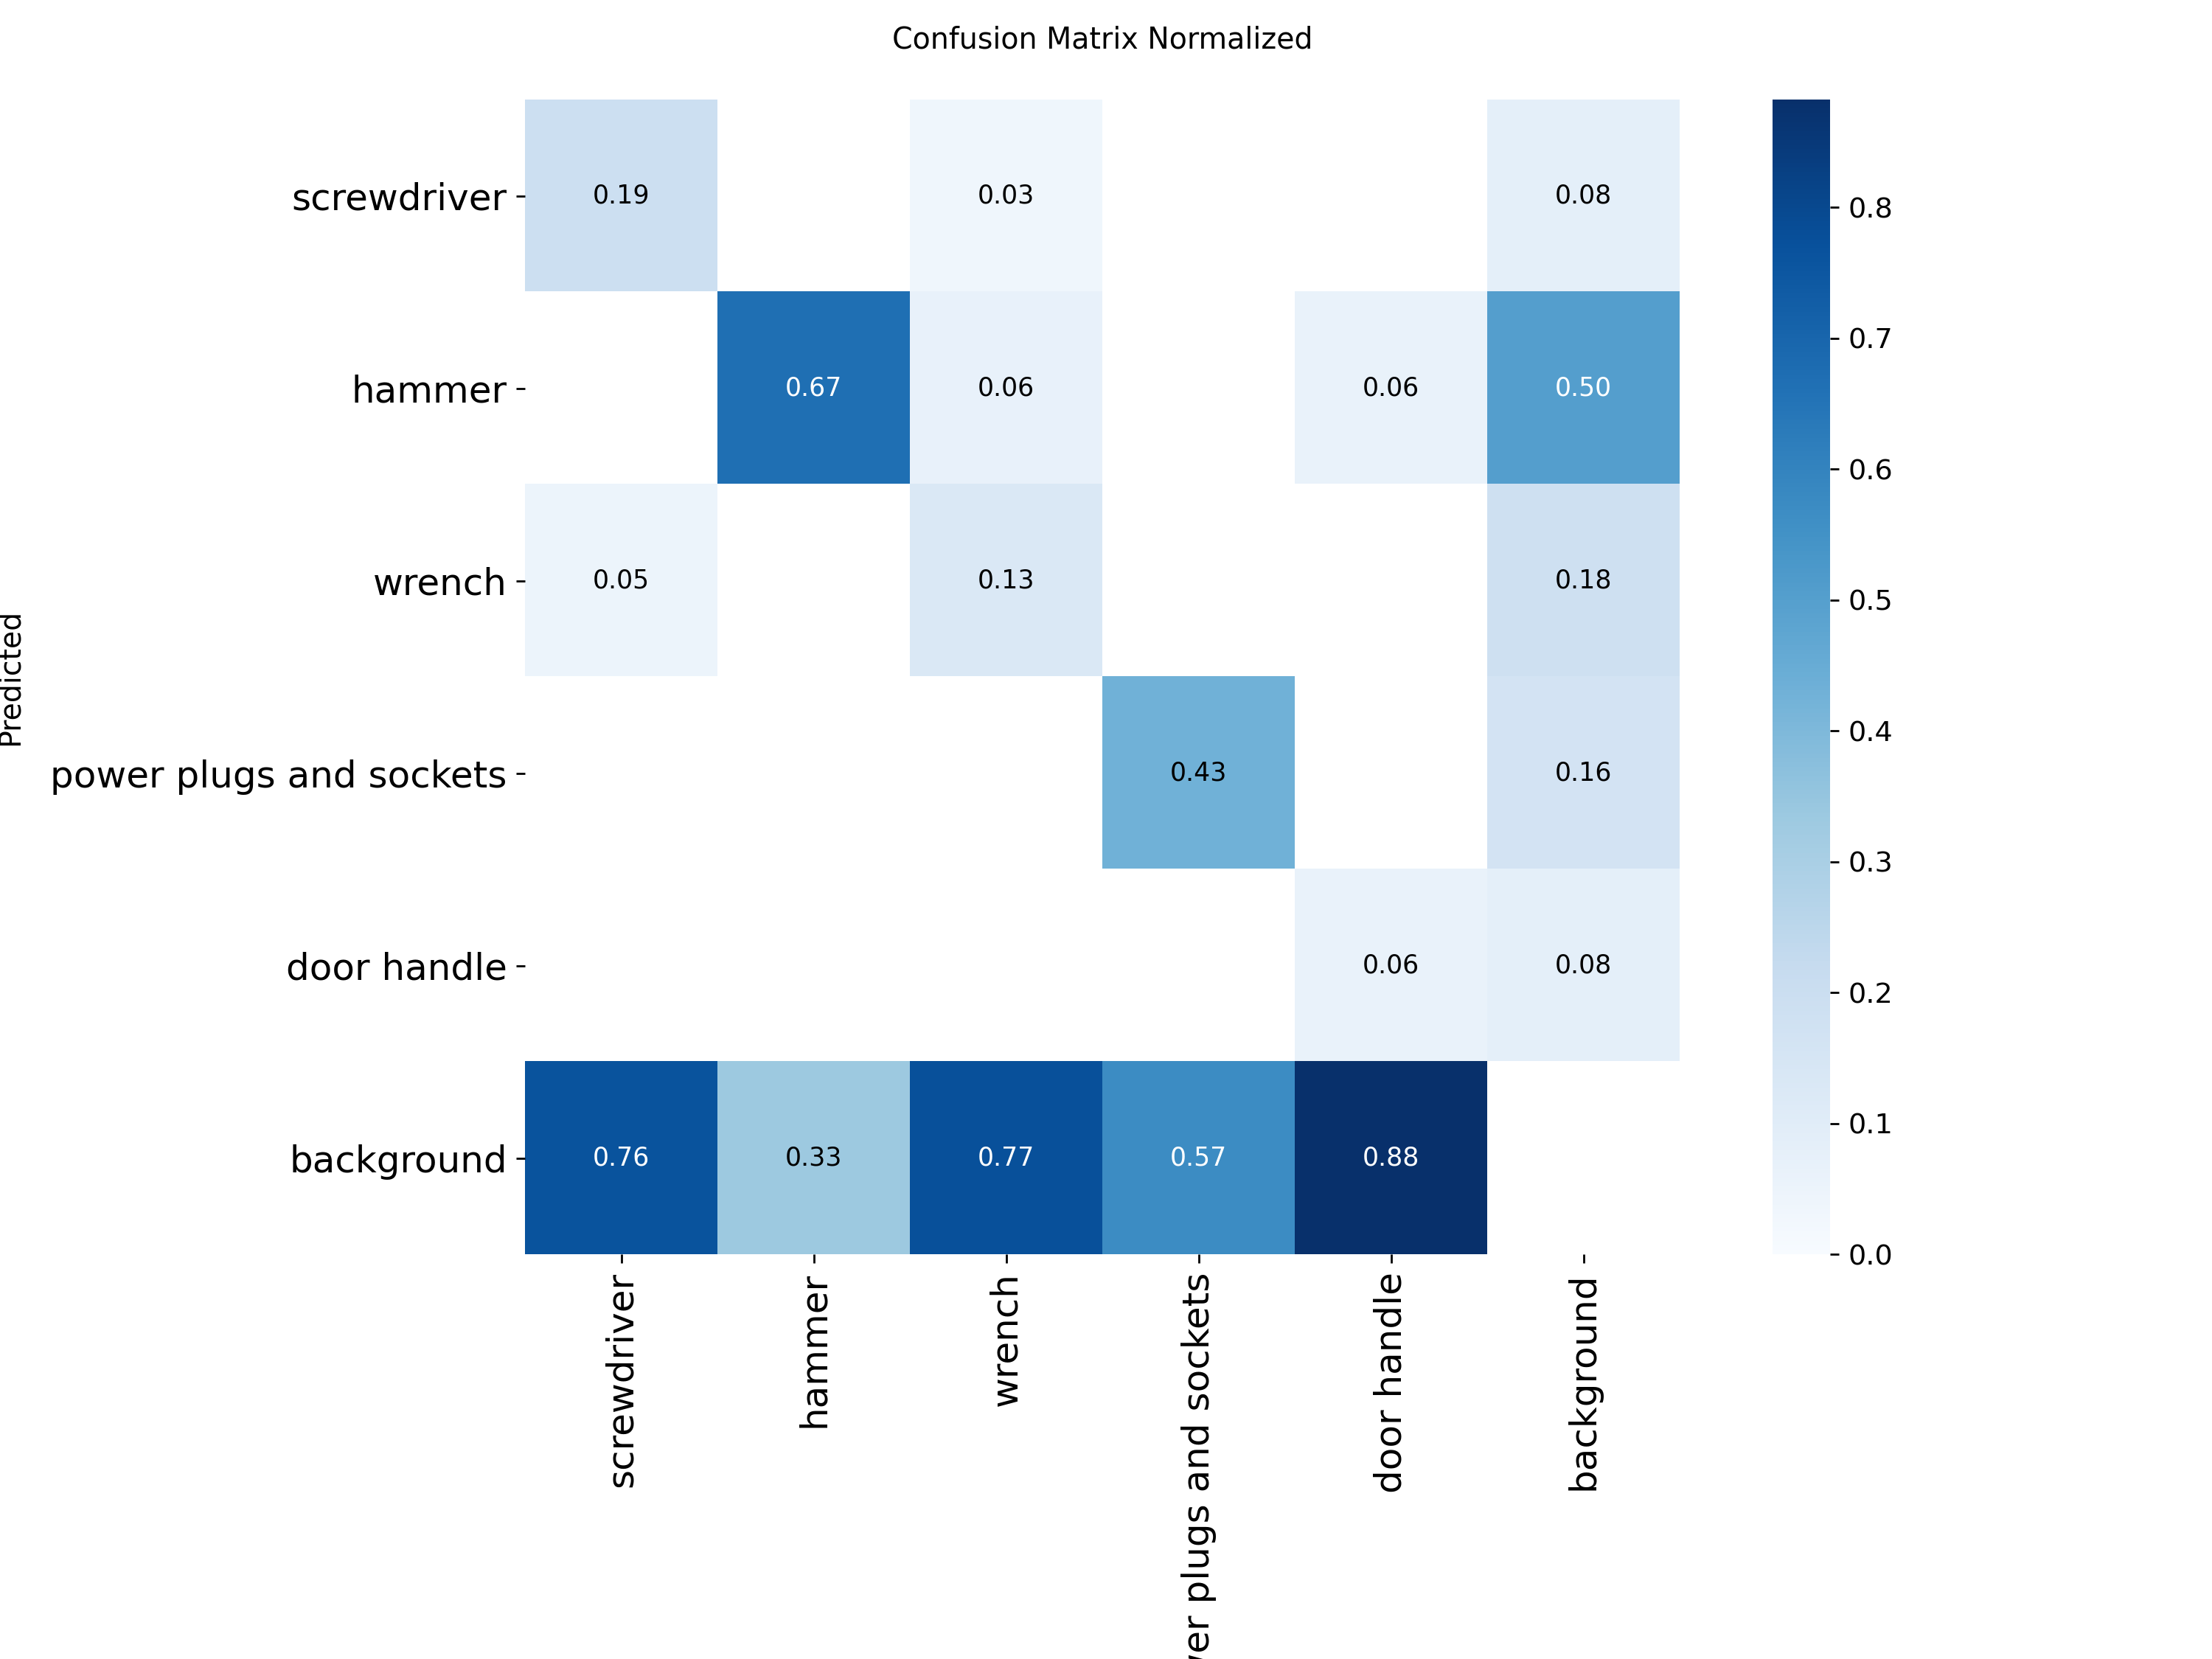 Confusion Matrix Normalized
Predicted
screwdriver 0.19 0.03 0.08
hammer 0.67 0.06 0.06 0.50
wrench 0.05 0.13 0.18
power plugs and sockets 0.43 0.16
door handle 0.06 0.08
background 0.76 0.33 0.77 0.57 0.88
screwdriver
hammer
wrench
plugs and sockets
door handle
background
0.8
0.7
0.6
0.5
0.4
0.3
0.2
0.1
0.0